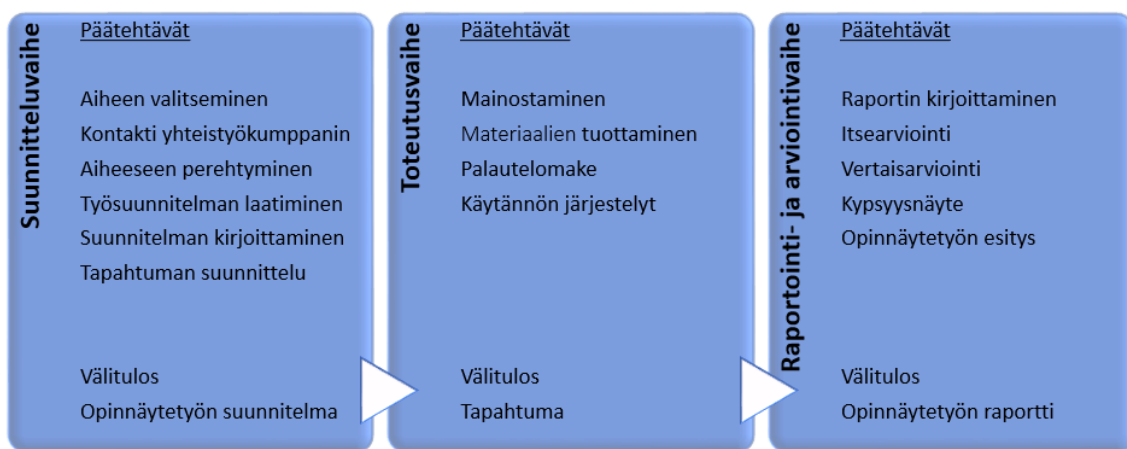 Suunnitteluvaihe
Päätehtävät
Aiheen valitseminen
Kontakti yhteistyökumppanin
Aiheeseen perehtyminen
Työsuunnitelman laatiminen
Suunnitelman kirjoittaminen
Tapahtuman suunnittelu
Välitulos
Opinnäytetyön suunnitelma
Toteutusvaihe
Päätehtävät
Mainostaminen
Materiaalien tuottaminen
Palautelomake
Käytännön järjestelyt
Välitulos
Tapahtuma
Raportointi- ja arviointivaihe
Päätehtävät
Raportin kirjoittaminen
Itsearviointi
Vertaisarviointi
Kypsyysnäyte
Opinnäytetyön esitys
Välitulos
Opinnäytetyön raportti